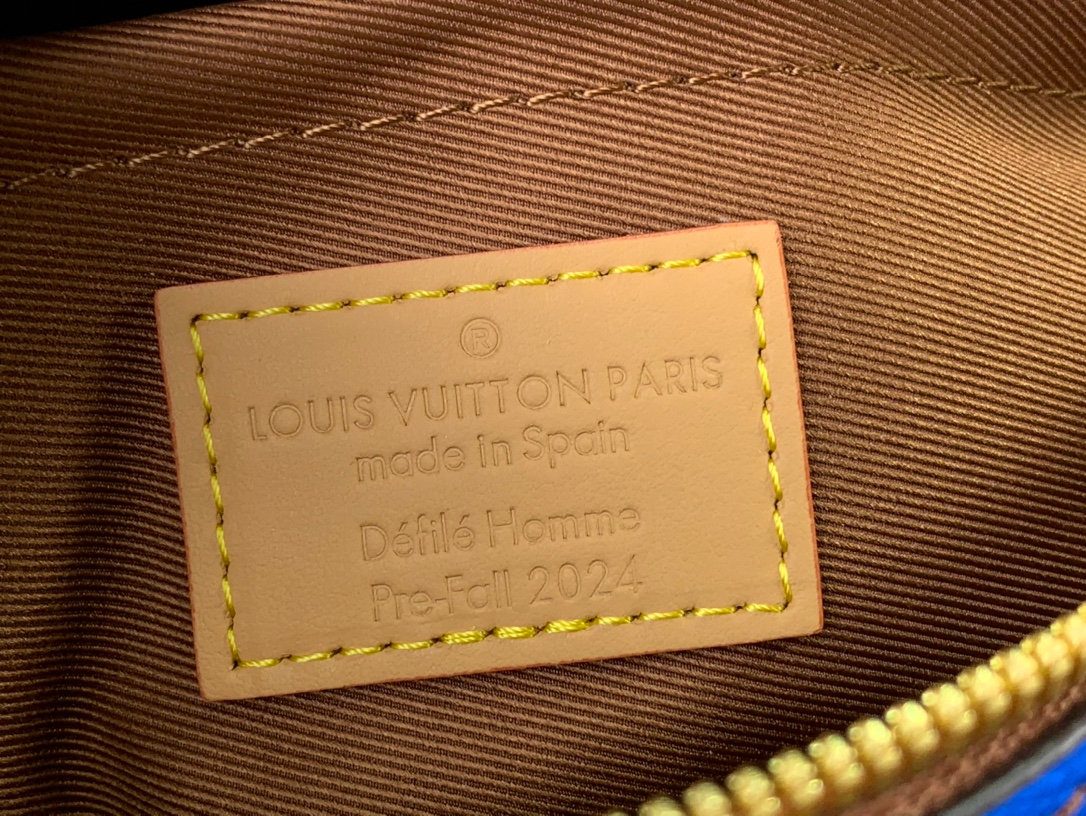 ®
LOUIS VUITTON PARIS
made in Spain
Défilé Homme
Pre-Fall 2024